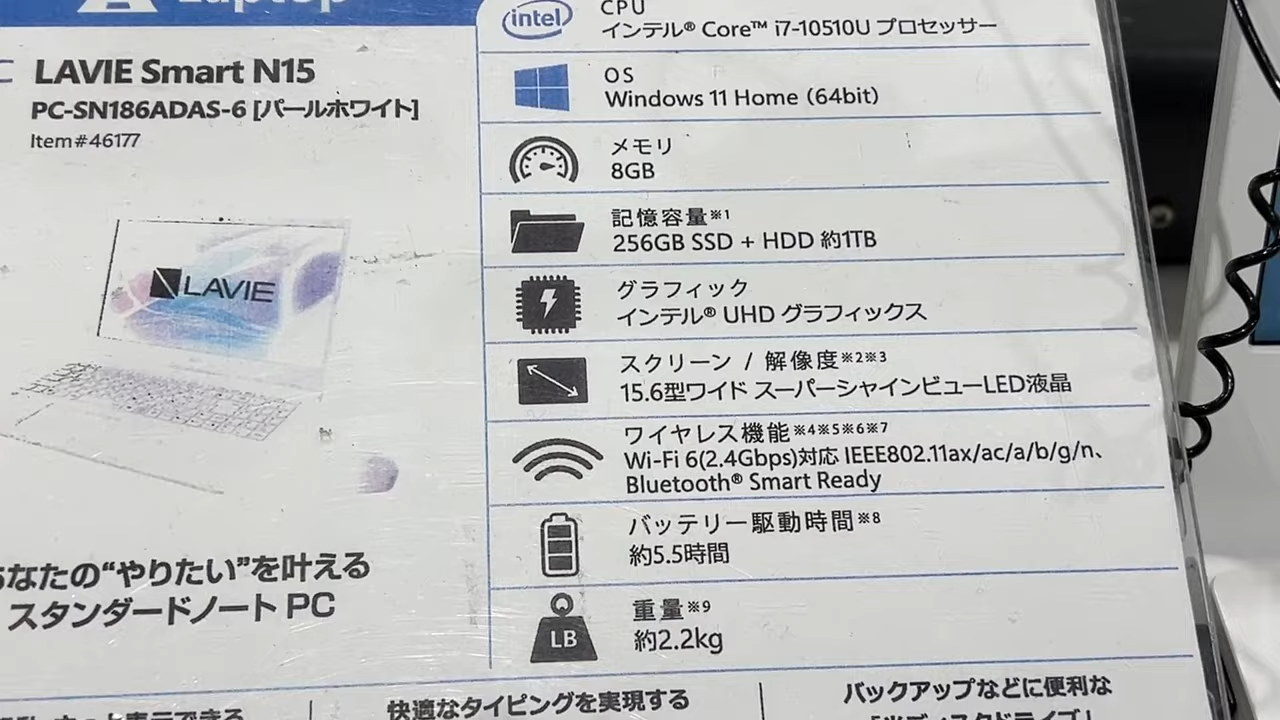 Laptop
LAVIE Smart N15
PC-SN186ADAS-6 [パールホワイト]
Item#46177
LAVIE
あなたの“やりたい”を叶える
スタンダードノート PC
intel
CPU
インテル® Core™ i7-10510U プロセッサー
OS
Windows 11 Home (64bit)
メモリ
8GB
記憶容量※1
256GB SSD + HDD 約1TB
グラフィック
インテル® UHD グラフィックス
スクリーン / 解像度※2※3
15.6型ワイド スーパーシャインビューLED液晶
ワイヤレス機能※4※5※6※7
Wi-Fi 6(2.4Gbps)対応 IEEE802.11ax/ac/a/b/g/n、
Bluetooth® Smart Ready
バッテリー駆動時間※8
約5.5時間
LB
重量※9
約2.2kg
快適なタイピングを実現する
バックアップなどに便利な